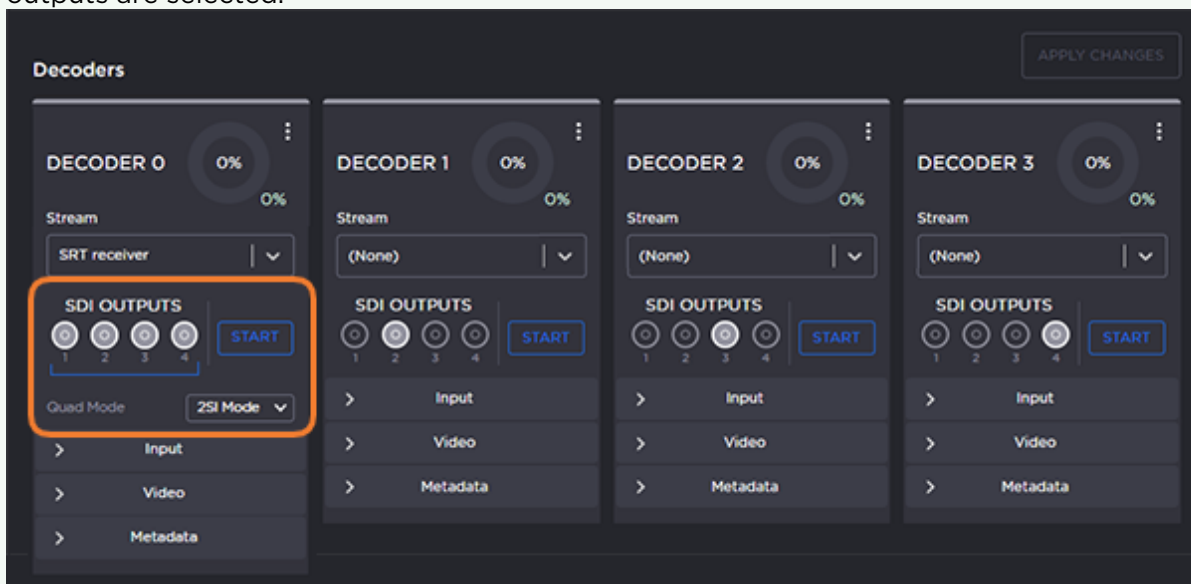 outputs are selected.
APPLY CHANGES
Decoders
DECODER 0 0%
0%
Stream
SRT receiver
SDI OUTPUTS
1 2 3 4
START
Quad Mode 2SI Mode
Input
Video
Metadata
DECODER 1 0%
0%
Stream
(None)
SDI OUTPUTS
1 2 3 4
START
Input
Video
Metadata
DECODER 2 0%
0%
Stream
(None)
SDI OUTPUTS
1 2 3 4
START
Input
Video
Metadata
DECODER 3 0%
0%
Stream
(None)
SDI OUTPUTS
1 2 3 4
START
Input
Video
Metadata